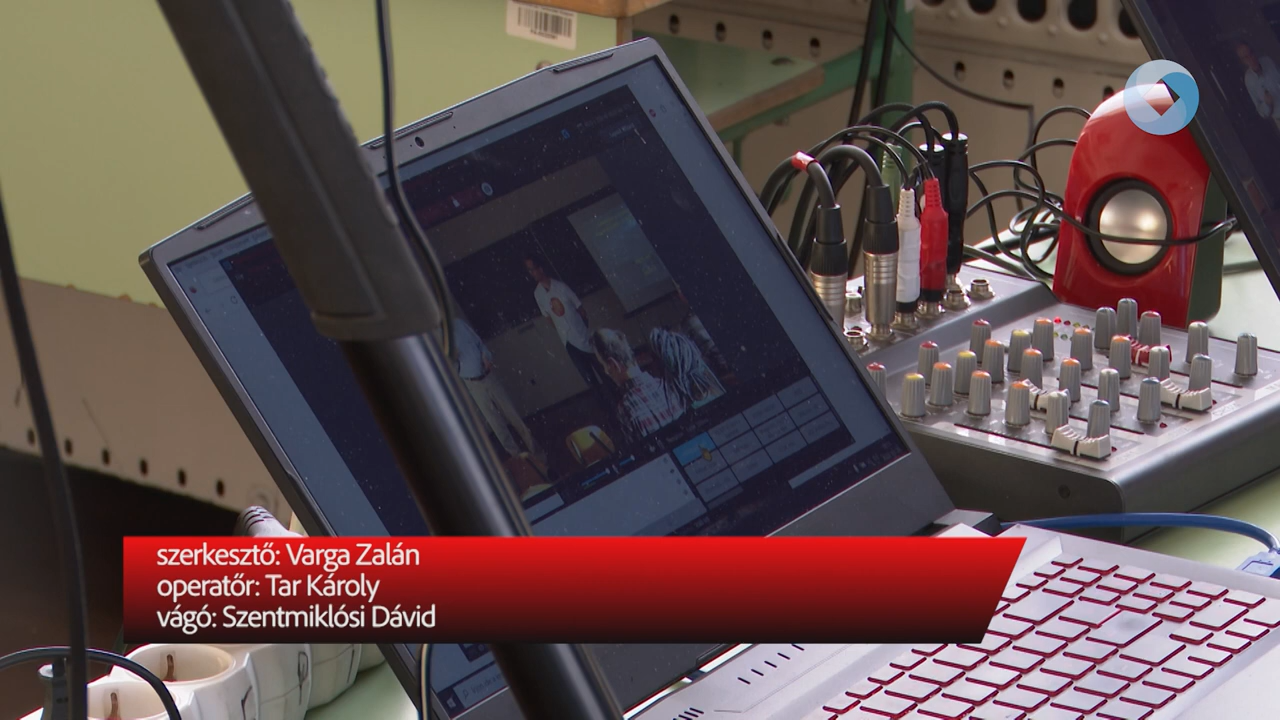 szerkesztő: Varga Zalán
operatőr: Tar Károly
vágó: Szentmiklósi Dávid